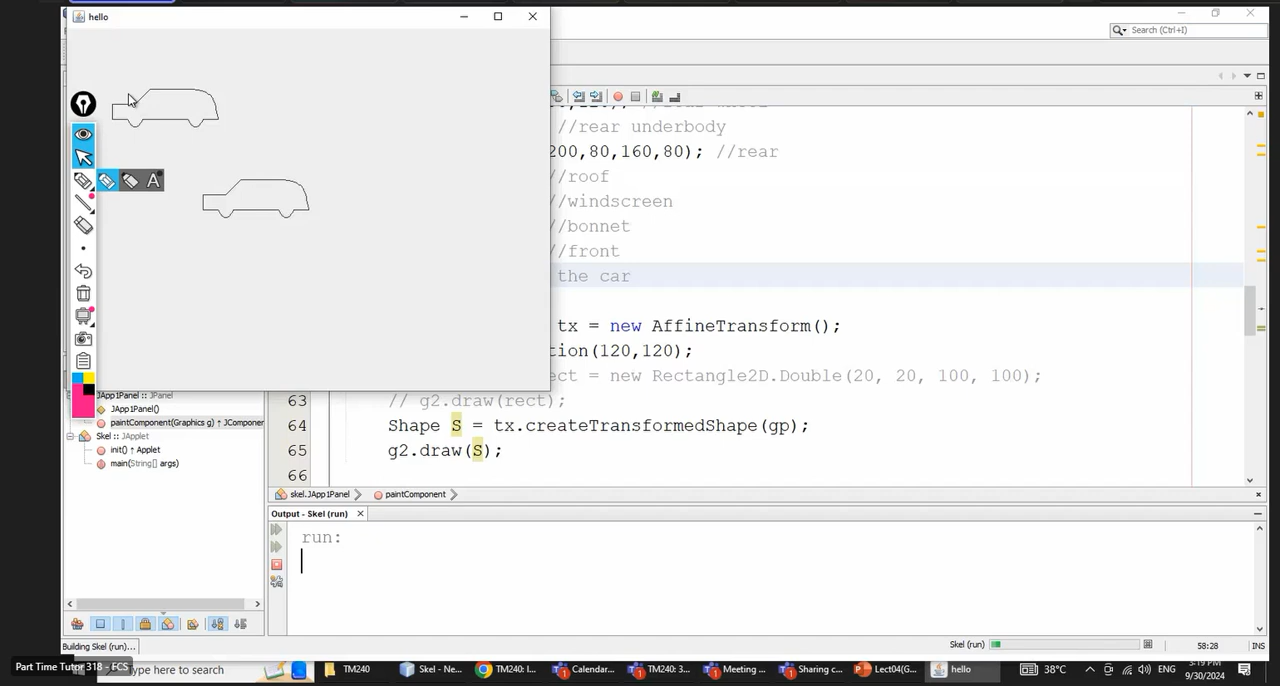 hello
Search (Ctrl+I)
//rear underbody
200,80,160,80); //rear
//roof
//windscreen
//bonnet
//front
the car
tx = new AffineTransform();
tion(120,120);
ect = new Rectangle2D.Double(20, 20, 100, 100);
63 // g2.draw(rect);
64 Shape S = tx.createTransformedShape(gp);
65 g2.draw(S);
66
A
JApp1Panel :: JPanel
JApp1Panel()
paintComponent(Graphics g) ↑ JComponen
Skel :: JApplet
init() ↑ Applet
main(String[] args)
skel.JApp1Panel
paintComponent
Output - Skel (run)
run:
Building Skel (run)...
Skel (run)
58:28
INS
Part Time Tutor 318 - FCS
ype here to search
TM240
Skel - Ne...
TM240: I...
Calendar...
TM240: 3...
Meeting ...
Sharing c...
Lect04(G...
hello
38°C
ENG
3:19 PM
9/30/2024